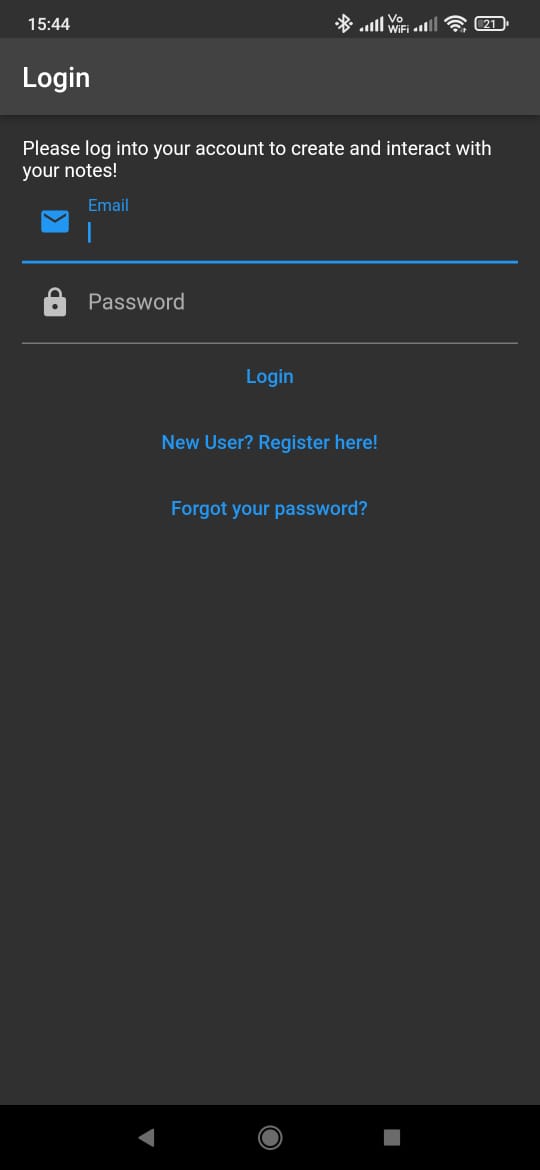 15:44
Vo
WiFi
21
Login
Please log into your account to create and interact with
your notes!
Email
Password
Login
New User? Register here!
Forgot your password?